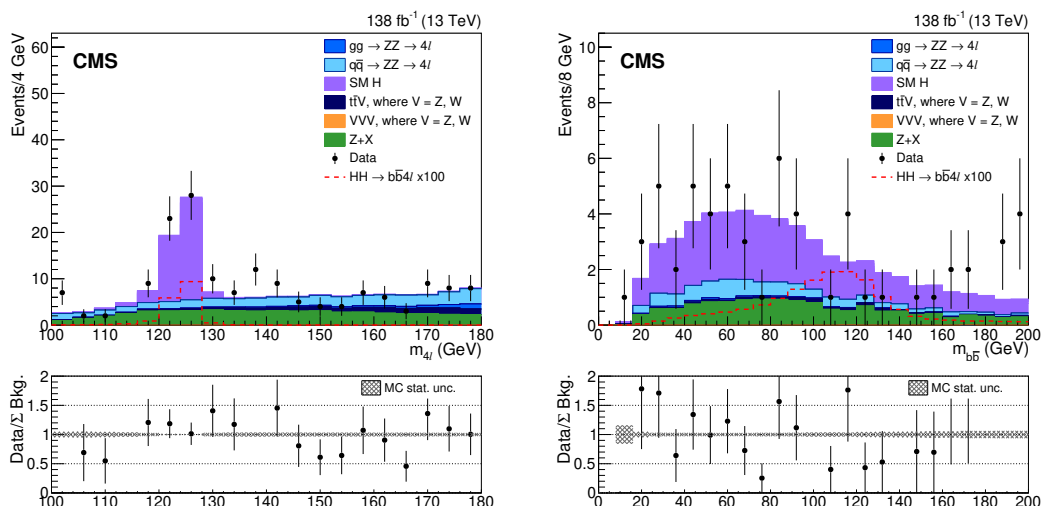 138 fb⁻¹ (13 TeV)
CMS
Events/4 GeV
60
50
40
30
20
10
0
gg → ZZ → 4l
qq̅ → ZZ → 4l
SM H
tt̅V, where V = Z, W
VVV, where V = Z, W
Z+X
Data
HH → bb̅4l x100
100 110 120 130 140 150 160 170 180
m4l (GeV)
Data/Σ Bkg.
2
1.5
1
0.5
0
MC stat. unc.
100 110 120 130 140 150 160 170 180
138 fb⁻¹ (13 TeV)
CMS
Events/8 GeV
10
8
6
4
2
0
gg → ZZ → 4l
qq̅ → ZZ → 4l
SM H
tt̅V, where V = Z, W
VVV, where V = Z, W
Z+X
Data
HH → bb̅4l x100
0 20 40 60 80 100 120 140 160 180 200
mbb̅ (GeV)
Data/Σ Bkg.
2
1.5
1
0.5
0
MC stat. unc.
0 20 40 60 80 100 120 140 160 180 200